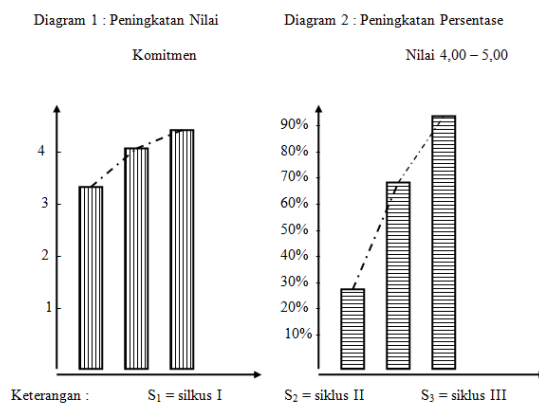 Diagram 1 : Peningkatan Nilai
Komitmen
4
3
2
1
Diagram 2 : Peningkatan Persentase
Nilai 4,00 – 5,00
90%
80%
70%
60%
50%
40%
30%
20%
10%
Keterangan : S₁ = silkus I S₂ = siklus II S₃ = siklus III